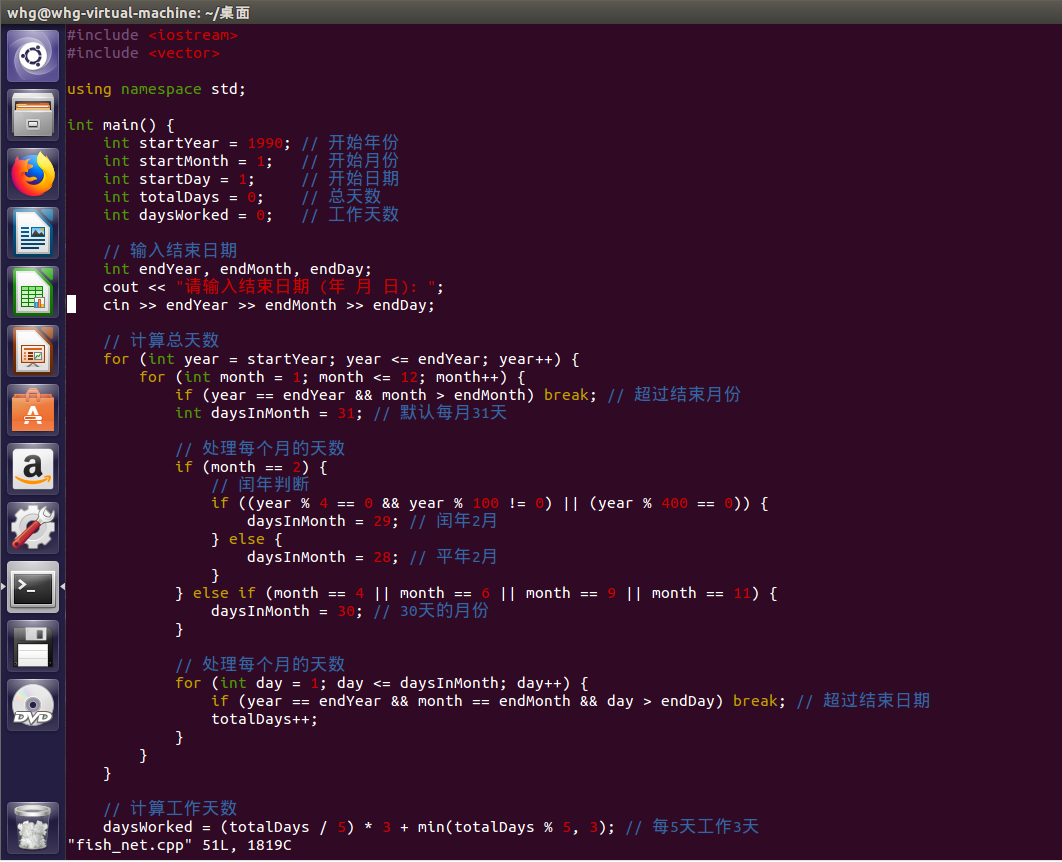 whg@whg-virtual-machine: ~/桌面
#include <iostream>
#include <vector>
using namespace std;
int main() {
    int startYear = 1990; // 开始年份
    int startMonth = 1;   // 开始月份
    int startDay = 1;     // 开始日期
    int totalDays = 0;    // 总天数
    int daysWorked = 0;   // 工作天数
    // 输入结束日期
    int endYear, endMonth, endDay;
    cout << "请输入结束日期 (年 月 日): ";
    cin >> endYear >> endMonth >> endDay;
    // 计算总天数
    for (int year = startYear; year <= endYear; year++) {
        for (int month = 1; month <= 12; month++) {
            if (year == endYear && month > endMonth) break; // 超过结束月份
            int daysInMonth = 31; // 默认每月31天
            // 处理每个月的天数
            if (month == 2) {
                // 闰年判断
                if ((year % 4 == 0 && year % 100 != 0) || (year % 400 == 0)) {
                    daysInMonth = 29; // 闰年2月
                } else {
                    daysInMonth = 28; // 平年2月
                }
            } else if (month == 4 || month == 6 || month == 9 || month == 11) {
                daysInMonth = 30; // 30天的月份
            }
            // 处理每个月的天数
            for (int day = 1; day <= daysInMonth; day++) {
                if (year == endYear && month == endMonth && day > endDay) break; // 超过结束日期
                totalDays++;
            }
        }
    }
    // 计算工作天数
    daysWorked = (totalDays / 5) * 3 + min(totalDays % 5, 3); // 每5天工作3天
"fish_net.cpp" 51L, 1819C
A
a
>_
DVD